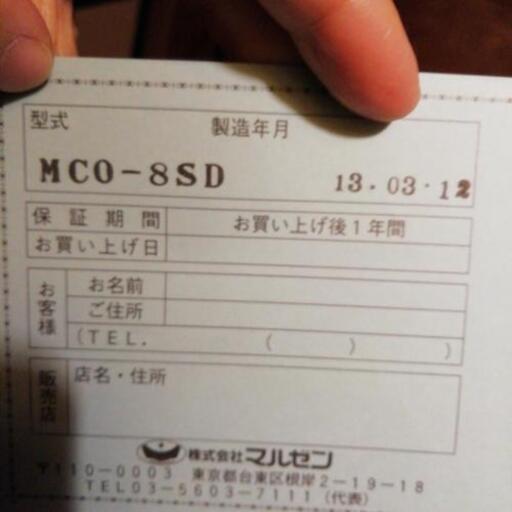 型式
製造年月
MCO-8SD
13.03.12
保証期間
お買い上げ後1年間
お買い上げ日
お客様
お名前
ご住所
(TEL. ( ) )
販売店
店名・住所
株式会社マルゼン
〒110-0003 東京都台東区根岸2-19-18
TEL03-5603-7111(代表)